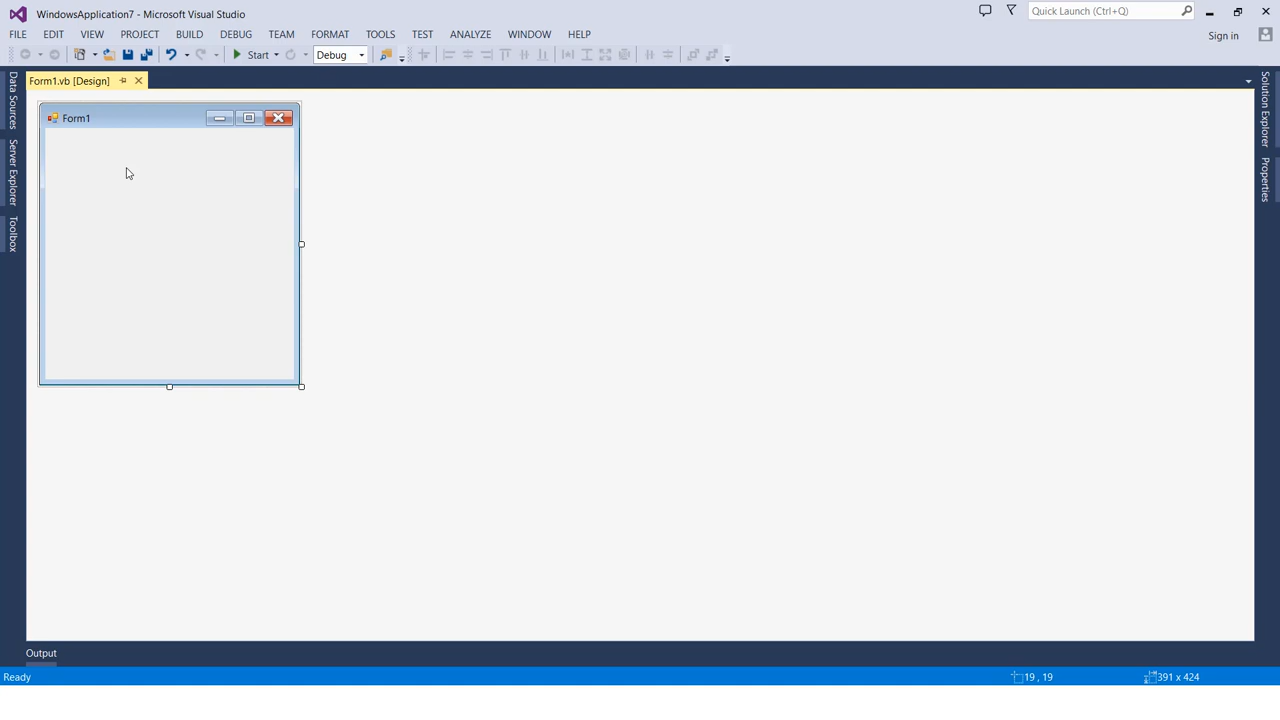 WindowsApplication7 - Microsoft Visual Studio
Quick Launch (Ctrl+Q)
FILE EDIT VIEW PROJECT BUILD DEBUG TEAM FORMAT TOOLS TEST ANALYZE WINDOW HELP
Sign in
Start Debug
Form1.vb [Design]
Data Sources
Server Explorer
Toolbox
Form1
Solution Explorer
Properties
Output
Ready 19 , 19 391 x 424